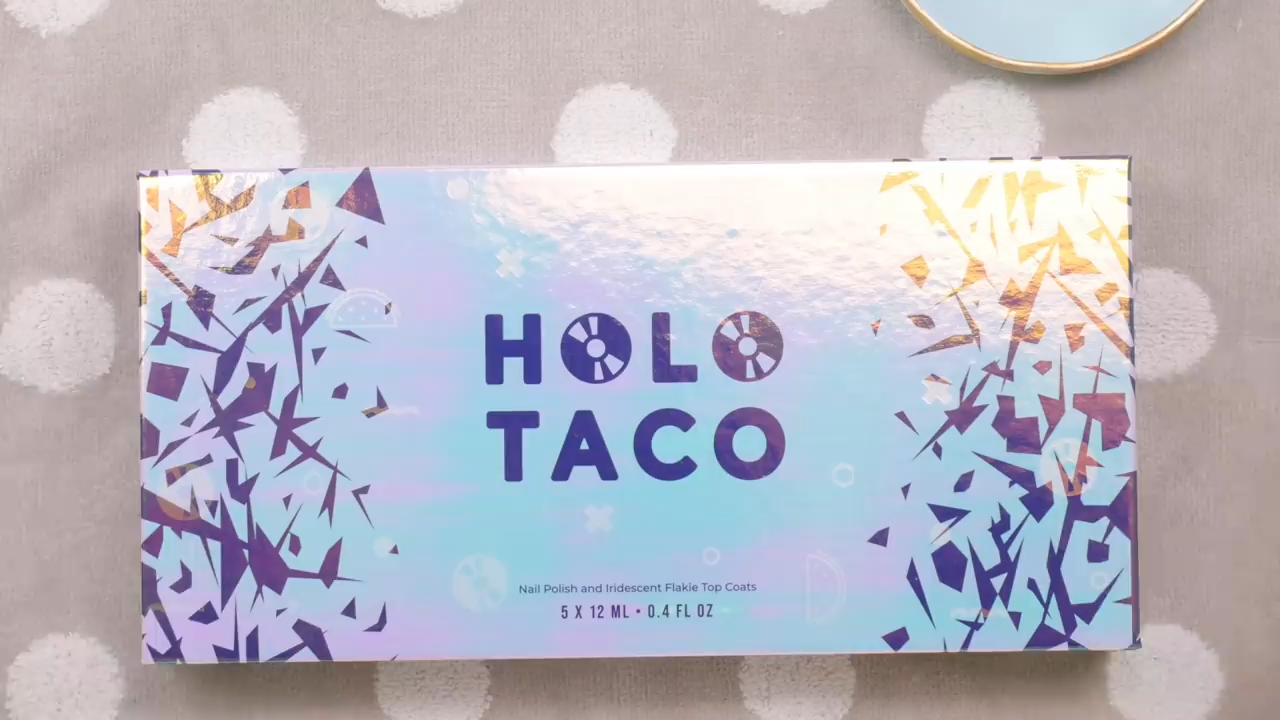 HOLO
TACO
Nail Polish and Iridescent Flakie Top Coats
5 X 12 ML • 0.4 FL OZ